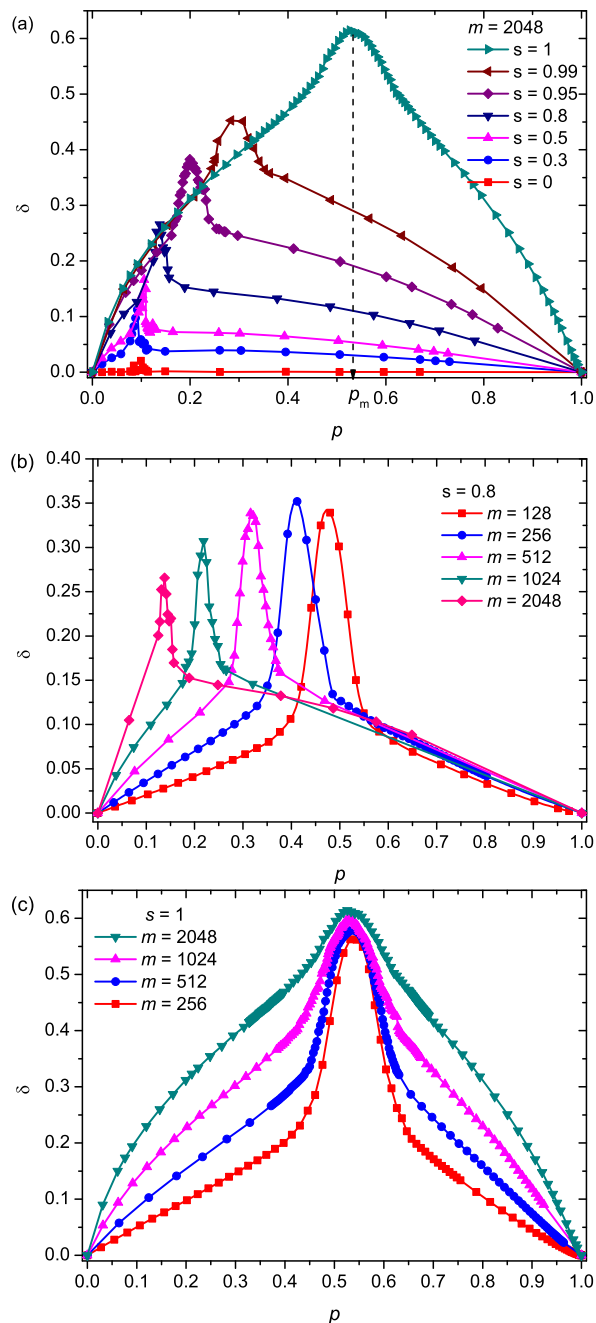 (a)
m = 2048
s = 1
s = 0.99
s = 0.95
s = 0.8
s = 0.5
s = 0.3
s = 0
0.6
0.5
0.4
0.3
0.2
0.1
0.0
δ
0.0 0.2 0.4 pm 0.6 0.8 1.0
p
(b)
s = 0.8
m = 128
m = 256
m = 512
m = 1024
m = 2048
0.40
0.35
0.30
0.25
0.20
0.15
0.10
0.05
0.00
δ
0.0 0.1 0.2 0.3 0.4 0.5 0.6 0.7 0.8 0.9 1.0
p
(c)
s = 1
m = 2048
m = 1024
m = 512
m = 256
0.6
0.5
0.4
0.3
0.2
0.1
0.0
δ
0.0 0.1 0.2 0.3 0.4 0.5 0.6 0.7 0.8 0.9 1.0
p